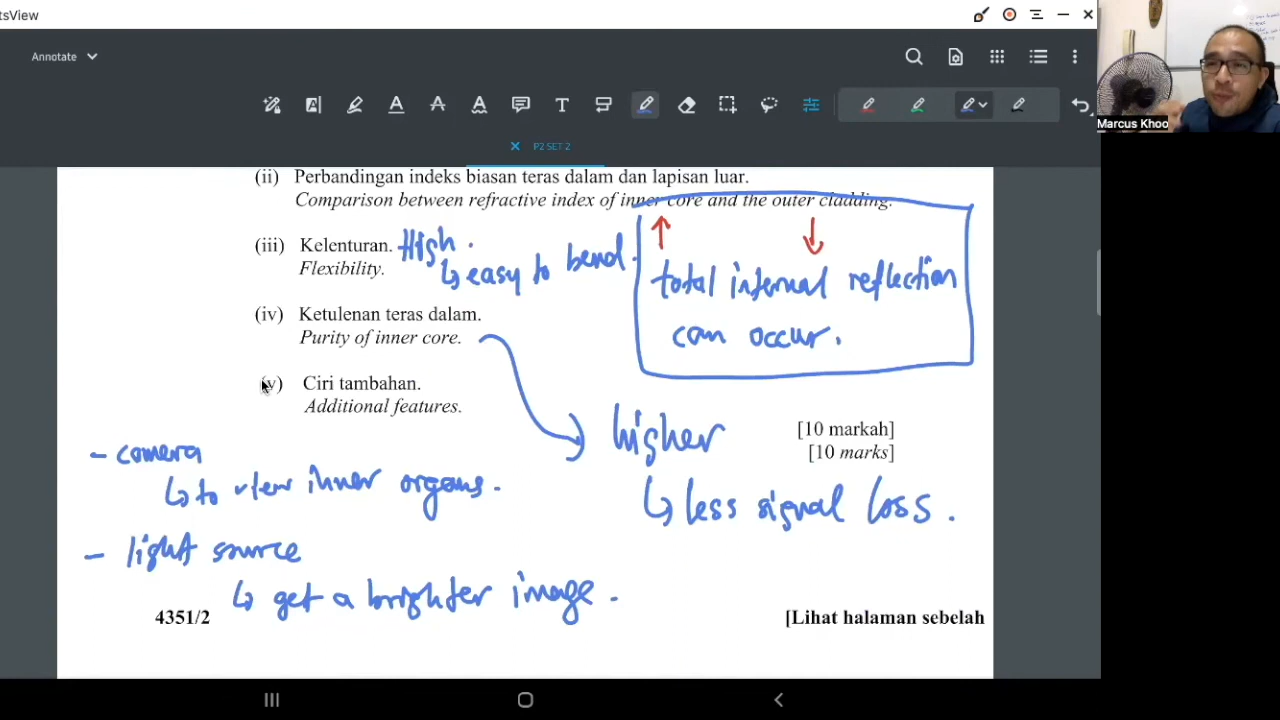 tsView
Annotate
P2 SET 2
Marcus Khoo
(ii) Perbandingan indeks biasan teras dalam dan lapisan luar.
Comparison between refractive index of inner core and the outer cladding.
(iii) Kelenturan. High.
Flexibility. ↳ easy to bend.
↑ ↓
total internal reflection
can occur.
(iv) Ketulenan teras dalam.
Purity of inner core.
(v) Ciri tambahan.
Additional features.
higher
[10 markah]
[10 marks]
- camera
↳ to view inner organs.
↳ less signal loss.
- light source
↳ get a brighter image.
4351/2
[Lihat halaman sebelah